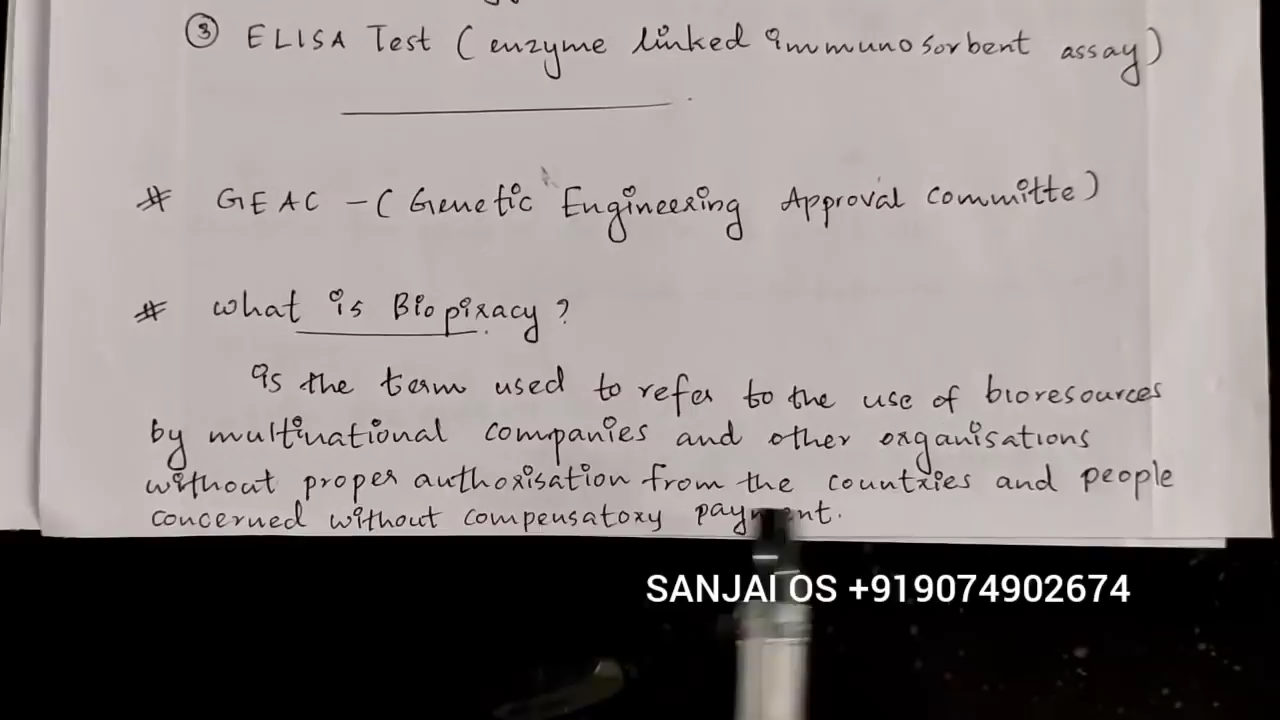 ③ ELISA Test (enzyme linked immunosorbent assay)
* GEAC - (Genetic Engineering Approval committe)
* what is Biopiracy?
is the term used to refer to the use of bioresources
by multinational companies and other organisations
without proper authorisation from the countries and people
concerned without compensatory payment.
SANJAI OS +919074902674